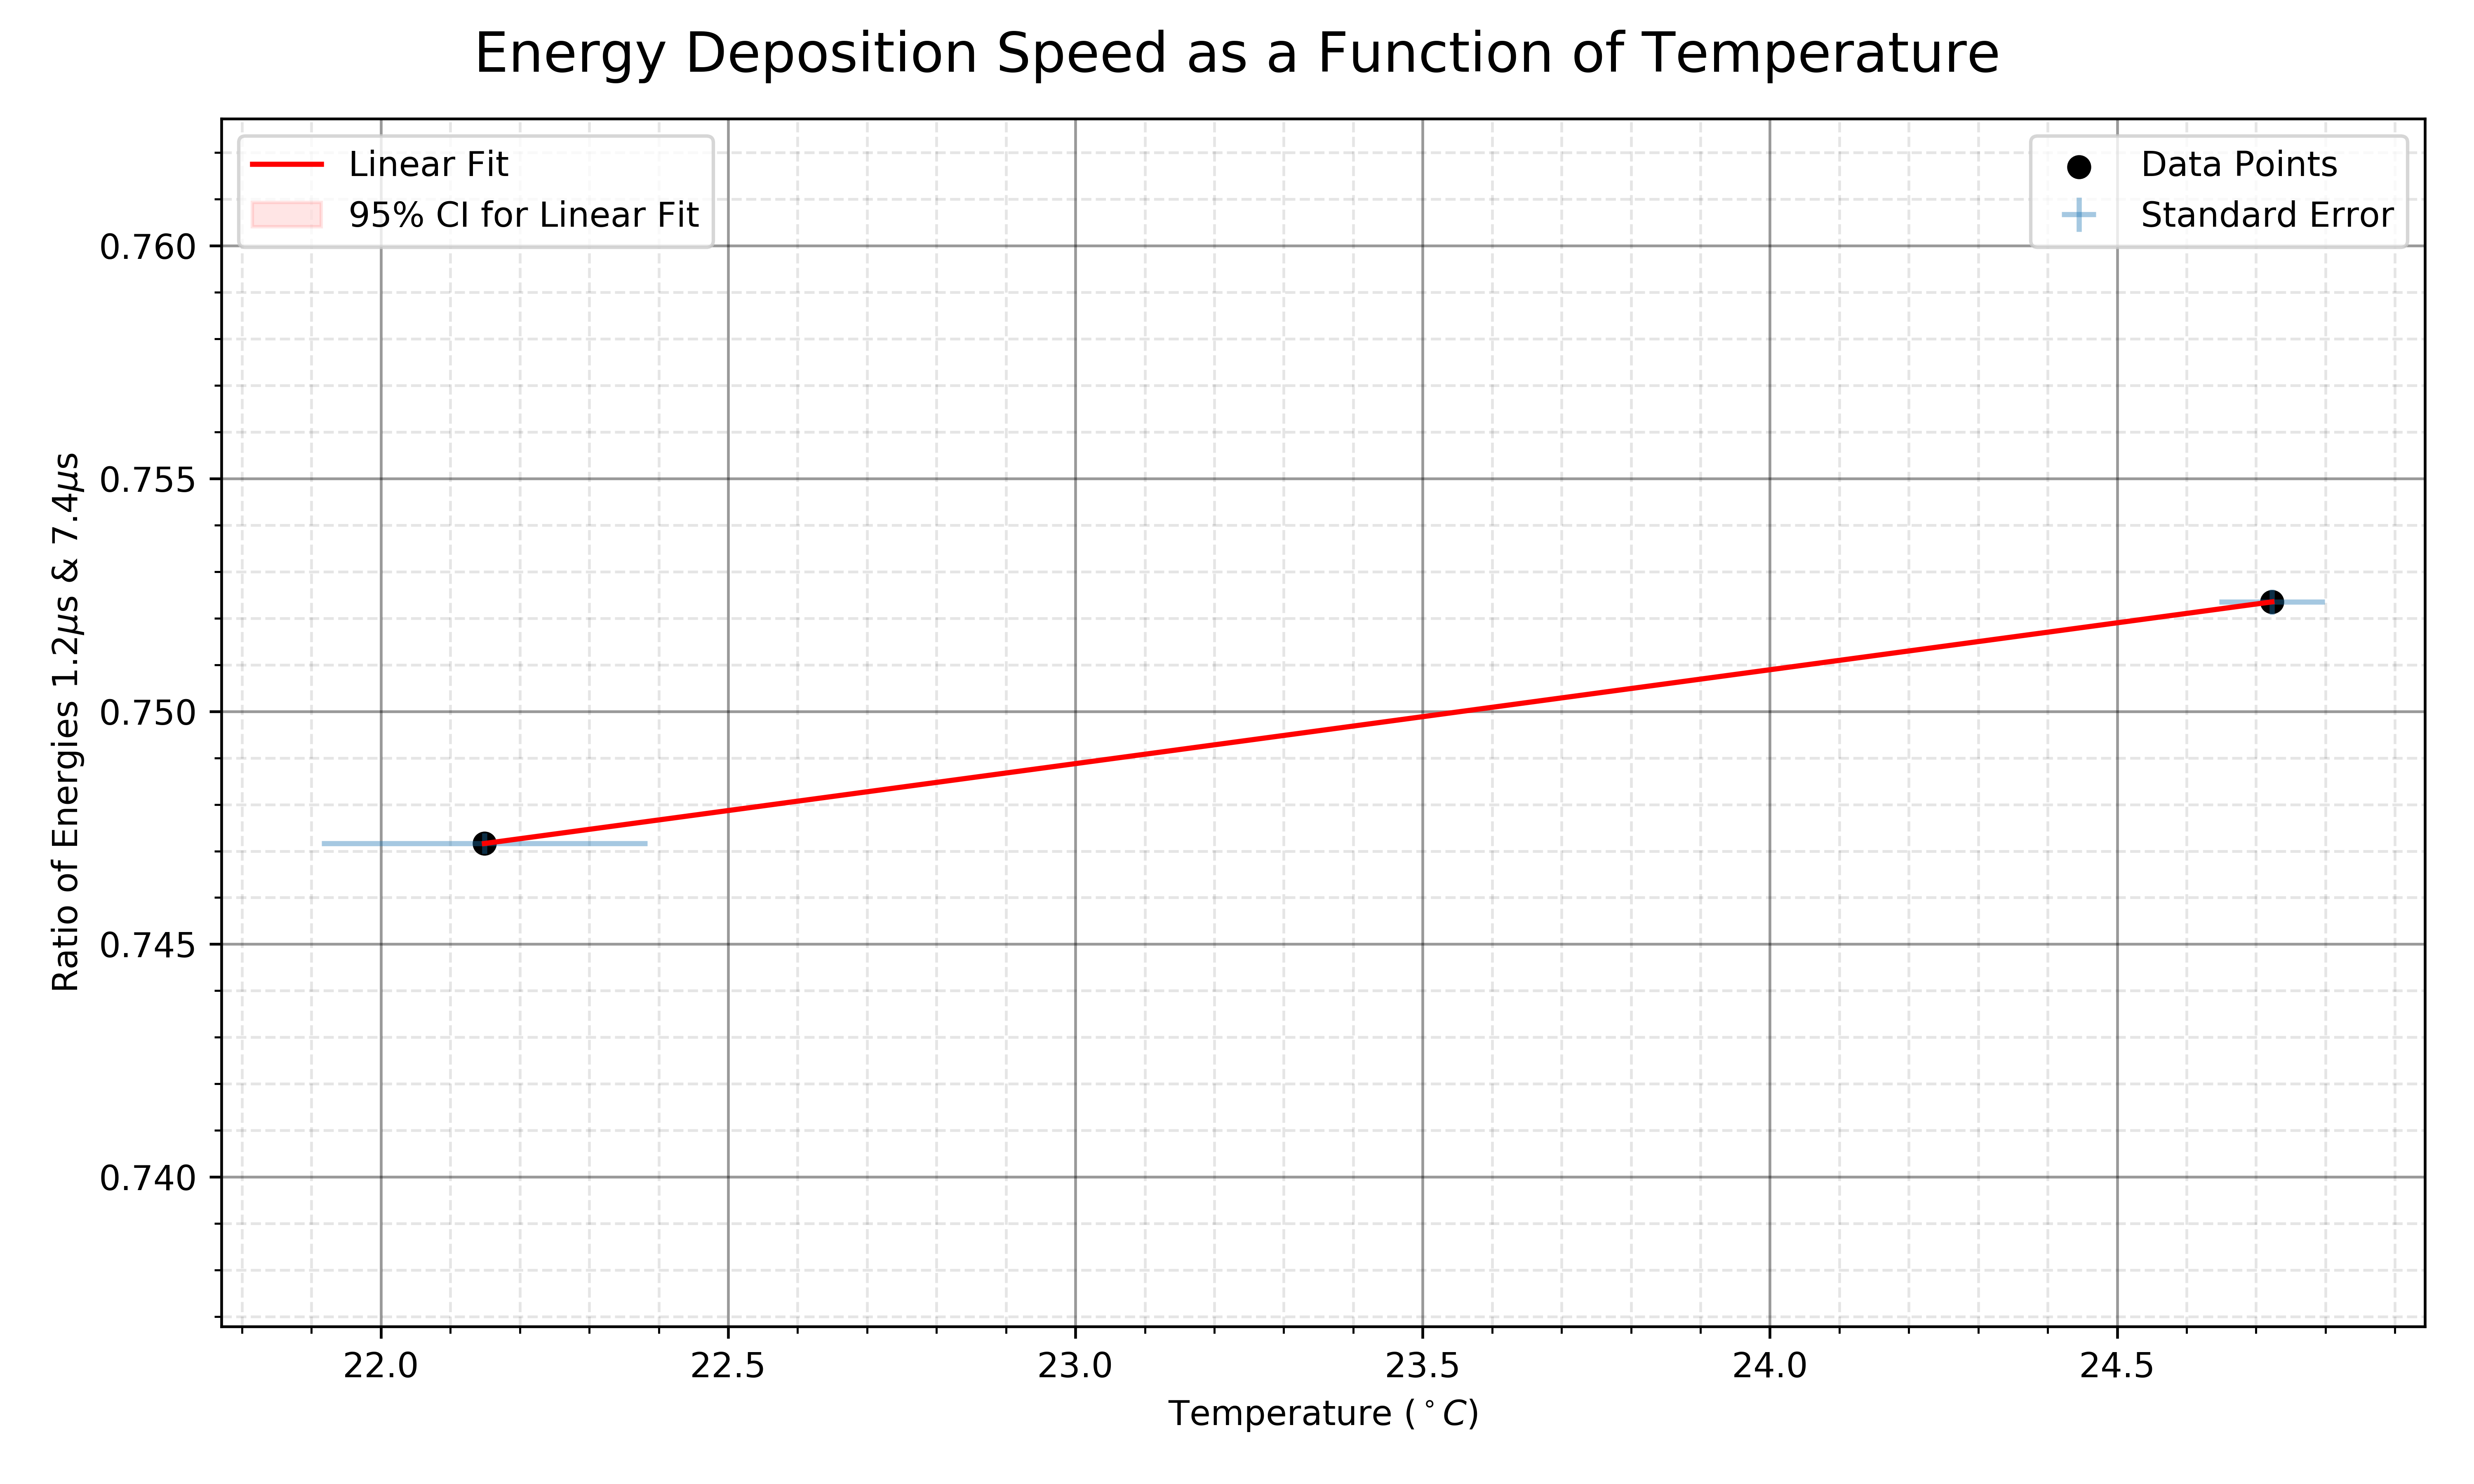 Energy Deposition Speed as a Function of Temperature
Linear Fit
95% CI for Linear Fit
Data Points
Standard Error
0.760
0.755
0.750
0.745
0.740
Ratio of Energies 1.2μs & 7.4μs
22.0
22.5
23.0
23.5
24.0
24.5
Temperature (°C)